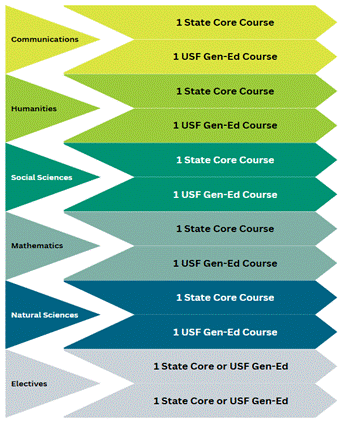 Communications
1 State Core Course
1 USF Gen-Ed Course
Humanities
1 State Core Course
1 USF Gen-Ed Course
Social Sciences
1 State Core Course
1 USF Gen-Ed Course
Mathematics
1 State Core Course
1 USF Gen-Ed Course
Natural Sciences
1 State Core Course
1 USF Gen-Ed Course
Electives
1 State Core or USF Gen-Ed
1 State Core or USF Gen-Ed